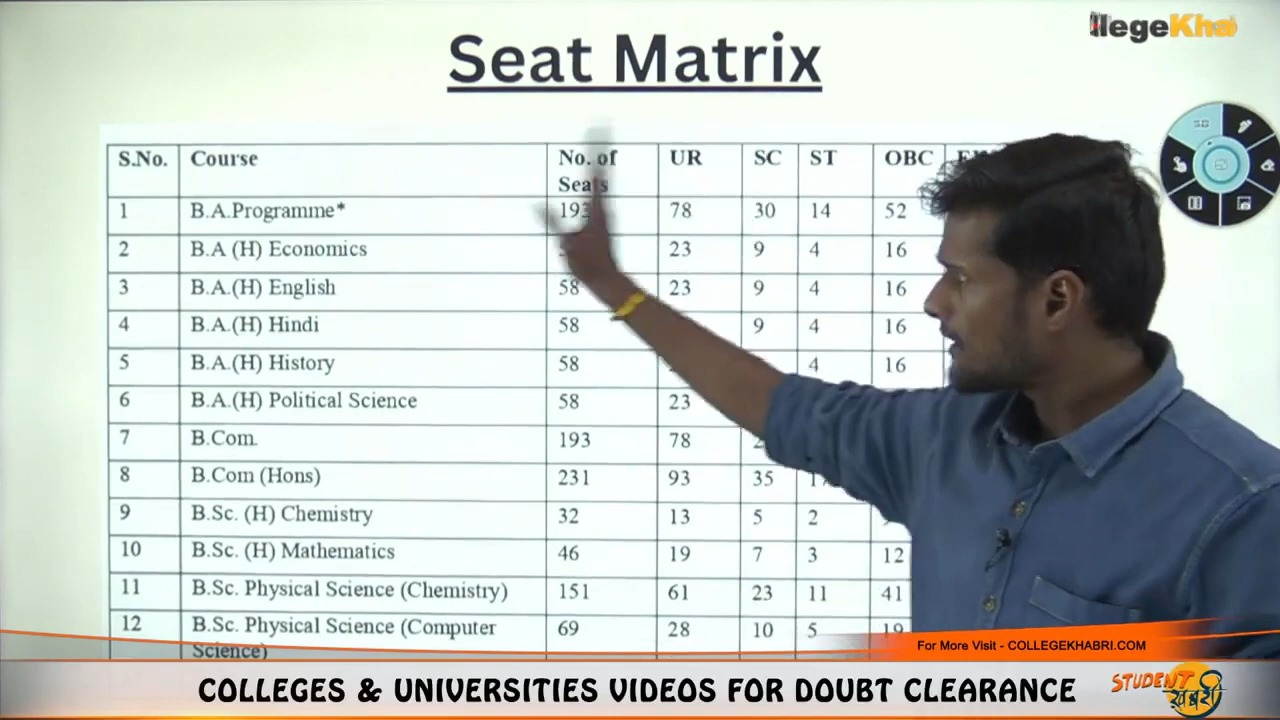 llegeKha
Seat Matrix
S.No. Course No. of Seats UR SC ST OBC
1 B.A.Programme* 193 78 30 14 52
2 B.A (H) Economics 23 9 4 16
3 B.A.(H) English 58 23 9 4 16
4 B.A.(H) Hindi 58 9 4 16
5 B.A.(H) History 58 4 16
6 B.A.(H) Political Science 58 23
7 B.Com. 193 78
8 B.Com (Hons) 231 93 35
9 B.Sc. (H) Chemistry 32 13 5 2
10 B.Sc. (H) Mathematics 46 19 7 3 12
11 B.Sc. Physical Science (Chemistry) 151 61 23 11 41
12 B.Sc. Physical Science (Computer 69 28 10 5 19
Science)
For More Visit - COLLEGEKHABRI.COM
COLLEGES & UNIVERSITIES VIDEOS FOR DOUBT CLEARANCE
STUDENT
खबरी